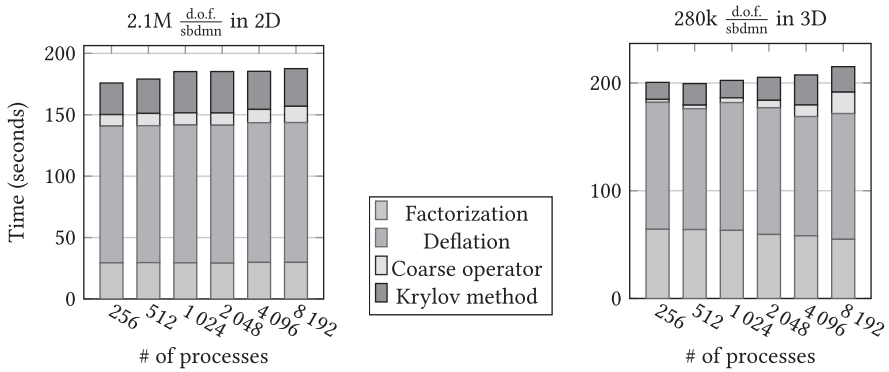 2.1M d.o.f./sbdmn in 2D
Time (seconds)
200
150
100
50
0
256 512 1 024 2 048 4 096 8 192
# of processes
Factorization
Deflation
Coarse operator
Krylov method
280k d.o.f./sbdmn in 3D
200
100
0
256 512 1 024 2 048 4 096 8 192
# of processes